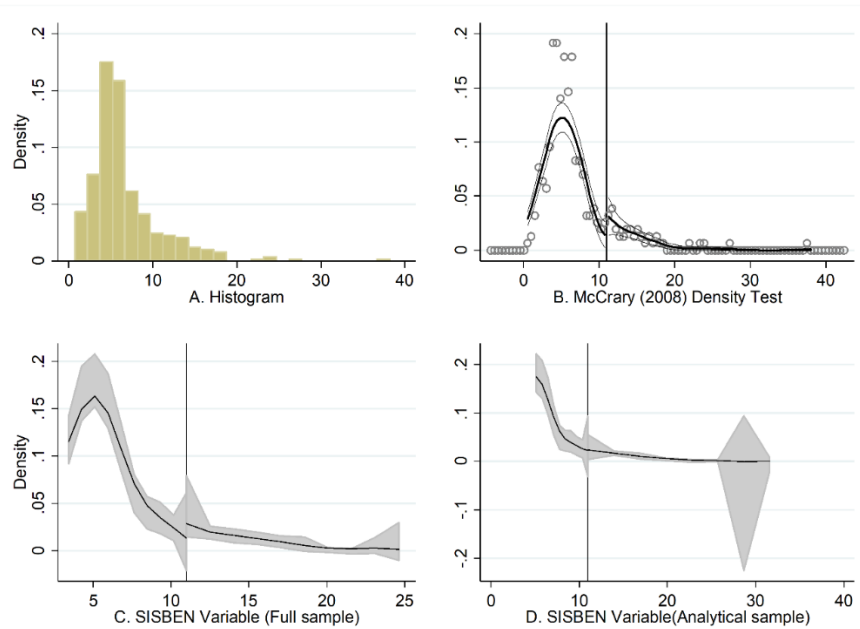 .2
.15
.1
.05
0
Density
0 10 20 30 40
A. Histogram
.2
.15
.1
.05
0
0 10 20 30 40
B. McCrary (2008) Density Test
.2
.15
.1
.05
0
Density
5 10 15 20 25
C. SISBEN Variable (Full sample)
.2
.1
0
-.1
-.2
0 10 20 30 40
D. SISBEN Variable(Analytical sample)